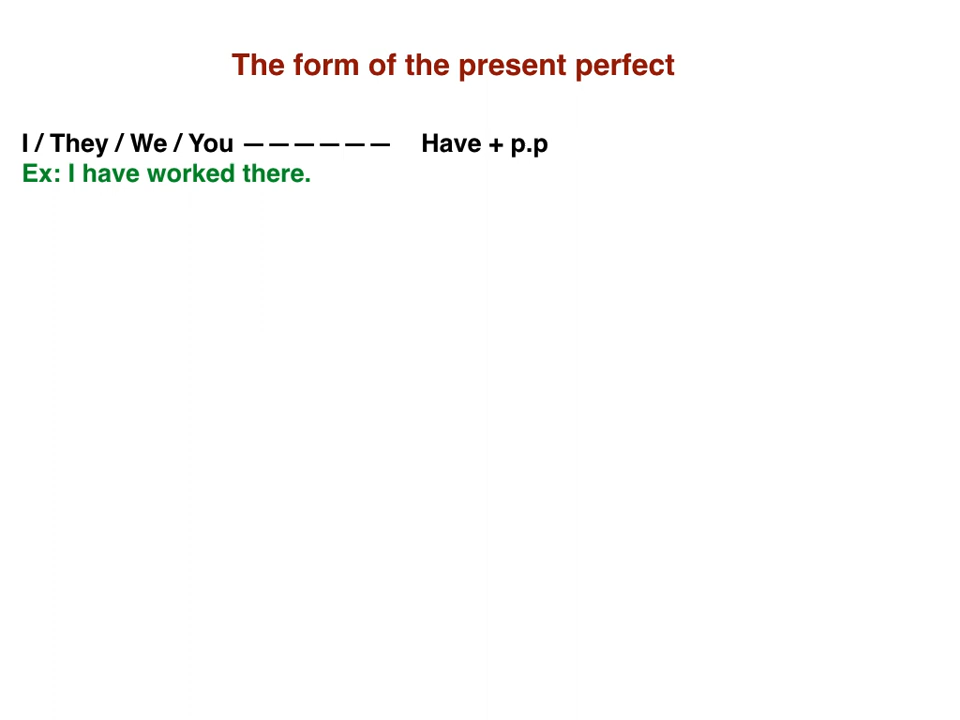 The form of the present perfect
I / They / We / You —————— Have + p.p
Ex: I have worked there.